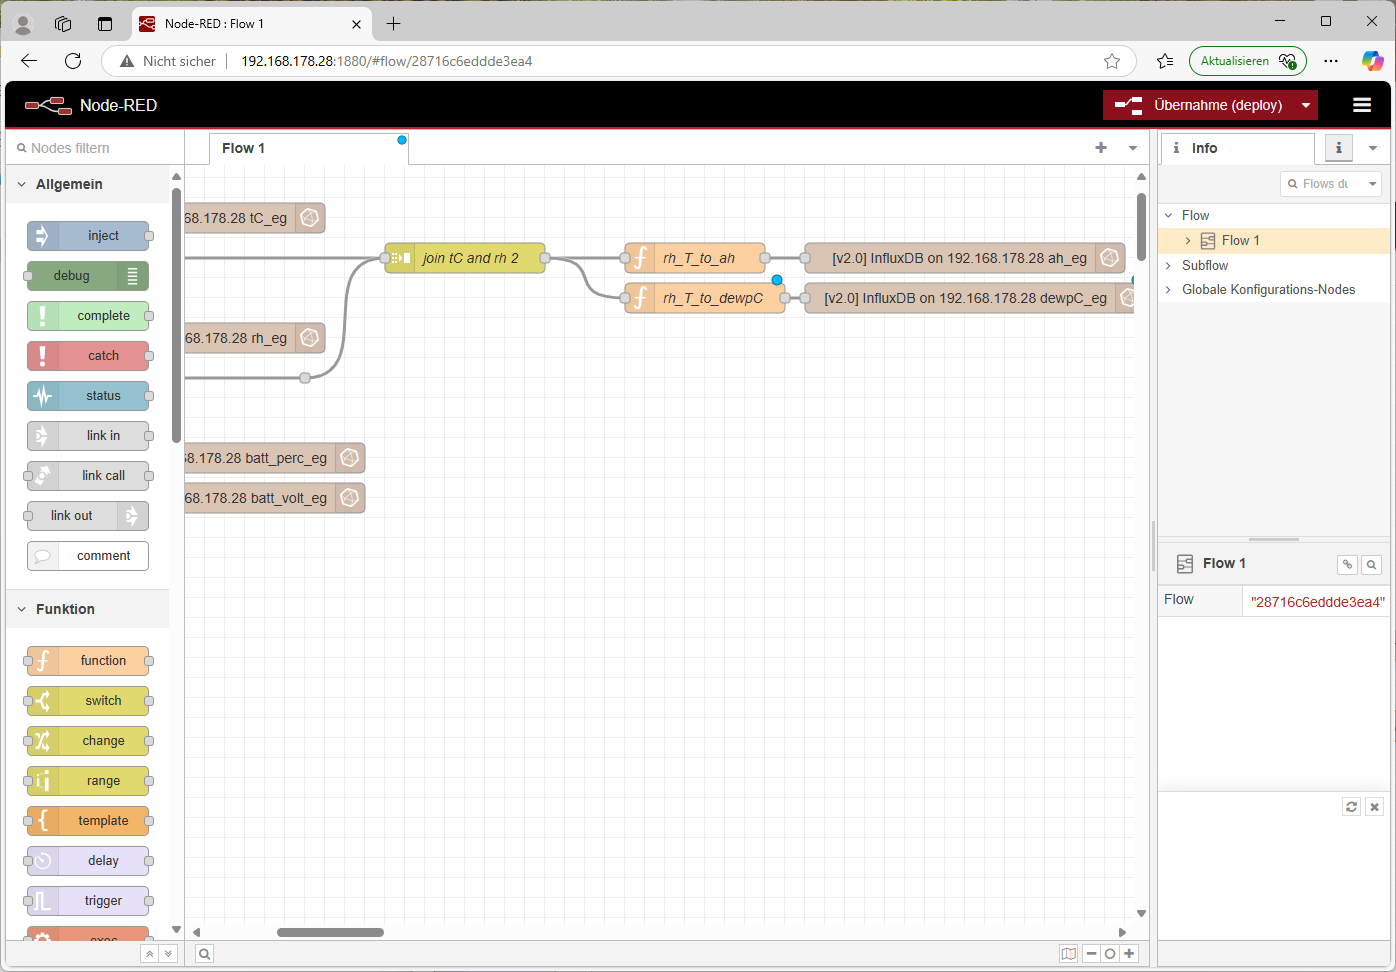 Node-RED : Flow 1
Nicht sicher
192.168.178.28:1880/#flow/28716c6eddde3ea4
Aktualisieren
Node-RED
Übernahme (deploy)
Nodes filtern
Flow 1
Info
Flows du
Allgemein
inject
debug
complete
catch
status
link in
link call
link out
comment
Funktion
function
switch
change
range
template
delay
trigger
exec
68.178.28 tC_eg
join tC and rh 2
rh_T_to_ah
[v2.0] InfluxDB on 192.168.178.28 ah_eg
rh_T_to_dewpC
[v2.0] InfluxDB on 192.168.178.28 dewpC_eg
68.178.28 rh_eg
68.178.28 batt_perc_eg
68.178.28 batt_volt_eg
Flow
Flow 1
Subflow
Globale Konfigurations-Nodes
Flow 1
Flow
"28716c6eddde3ea4"